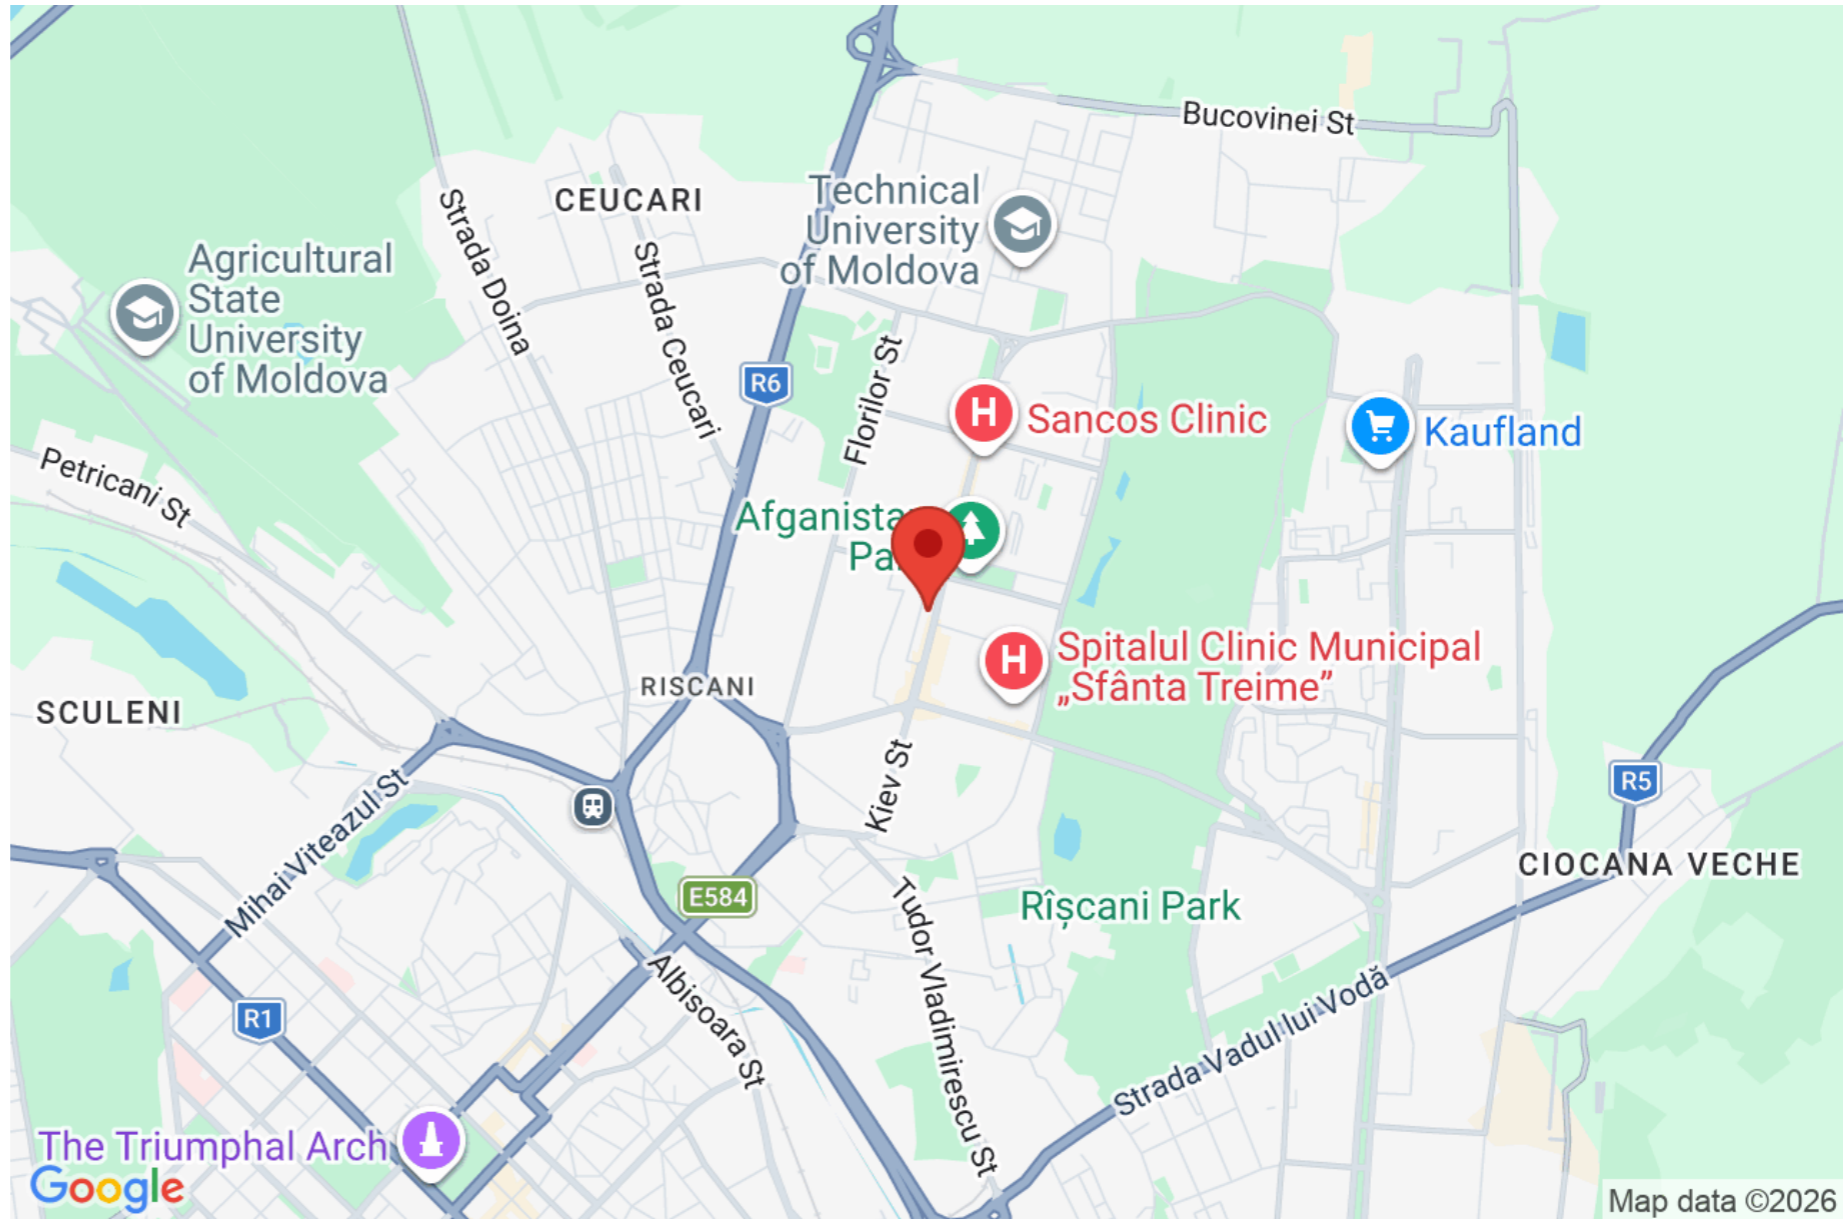 Bucovinei St
Technical
University
of Moldova
CEUCARI
Strada Doina
Strada Ceucari
Agricultural
State
University
of Moldova
R6
Florilor St
Sancos Clinic
Kaufland
Petricani St
Afganista
Pa
Spitalul Clinic Municipal
„Sfânta Treime”
RISCANI
SCULENI
Kiev St
R5
Mihai Viteazul St
CIOCANA VECHE
E584
Rîșcani Park
Tudor Vladimirescu St
Albisoara St
R1
Strada Vadul lui Vodă
The Triumphal Arch
Google
Map data ©2026